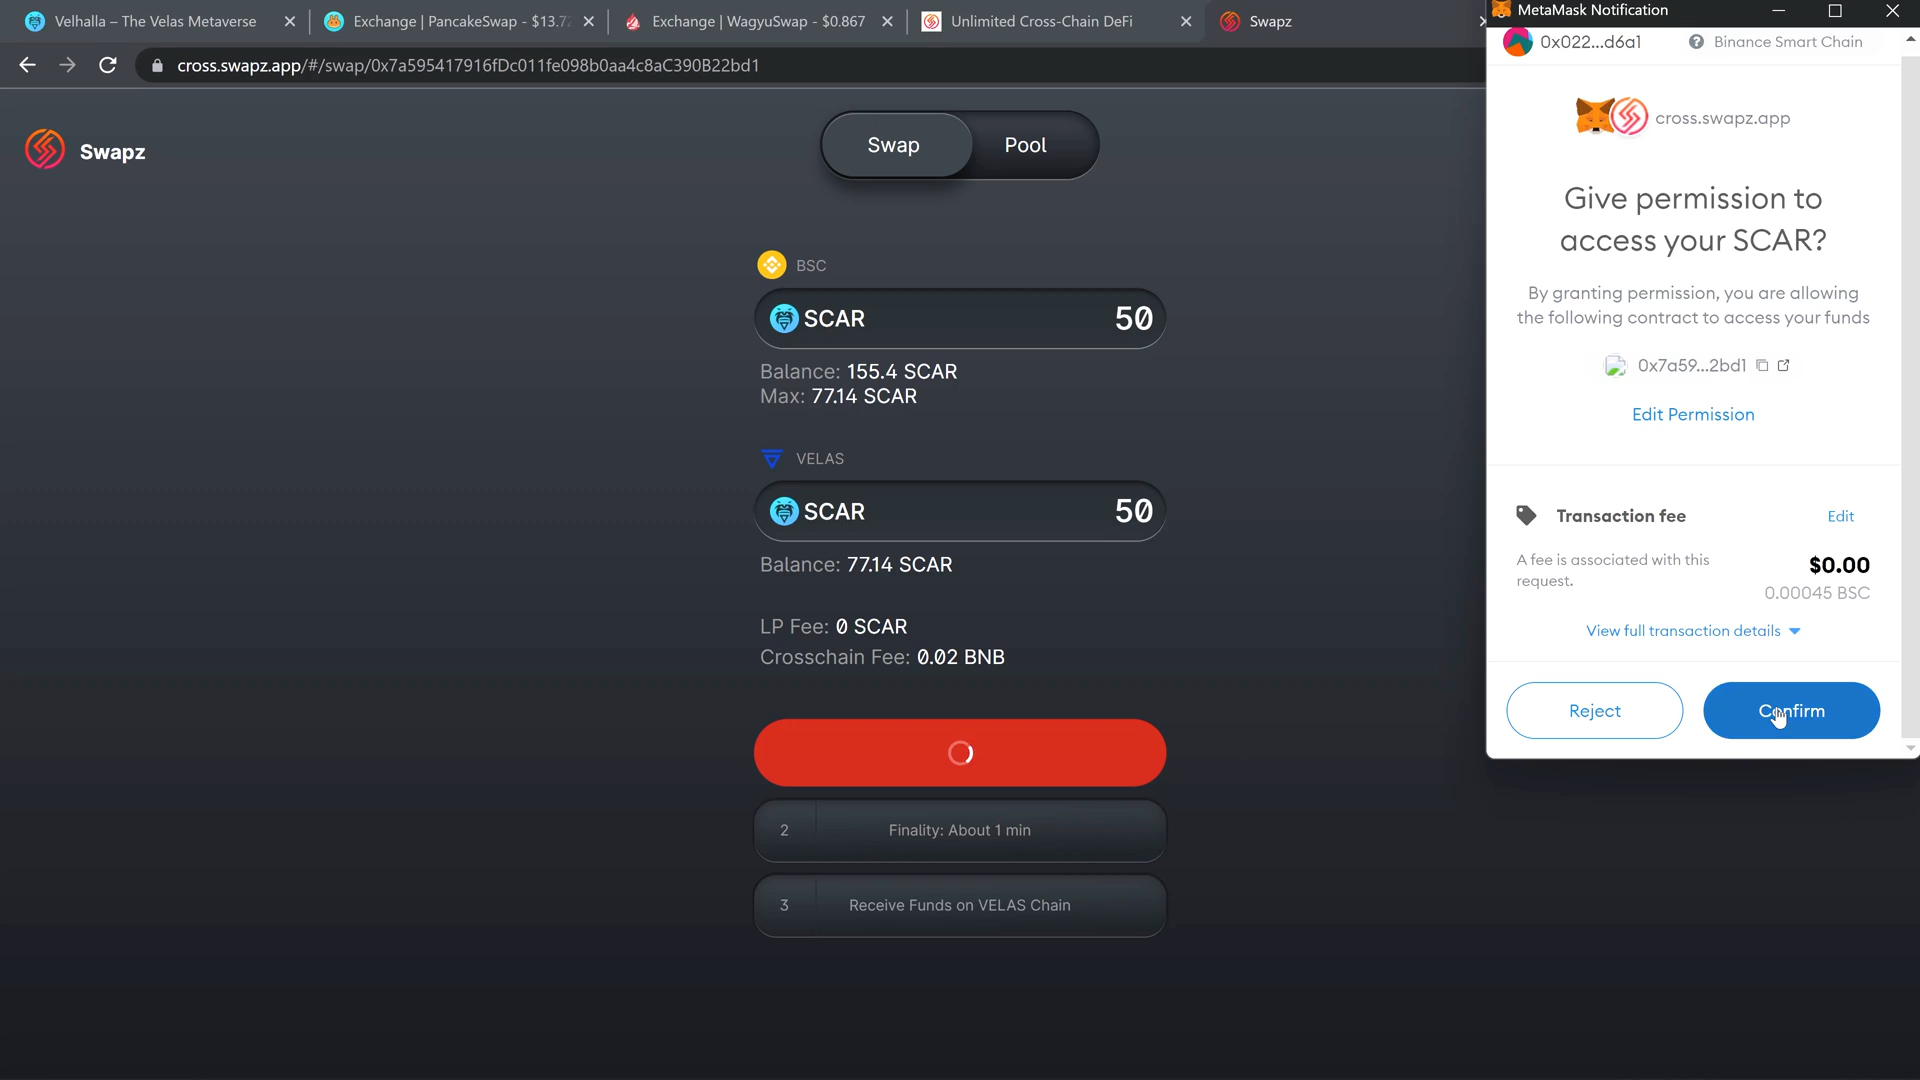 Velhalla – The Velas Metaverse
Exchange | PancakeSwap - $13.72
Exchange | WagyuSwap - $0.867
Unlimited Cross-Chain DeFi
Swapz
cross.swapz.app/#/swap/0x7a595417916fDc011fe098b0aa4c8aC390B22bd1
Swapz
Swap
Pool
BSC
SCAR
50
Balance: 155.4 SCAR
Max: 77.14 SCAR
VELAS
SCAR
50
Balance: 77.14 SCAR
LP Fee: 0 SCAR
Crosschain Fee: 0.02 BNB
2
Finality: About 1 min
3
Receive Funds on VELAS Chain
MetaMask Notification
0x022...d6a1
Binance Smart Chain
cross.swapz.app
Give permission to
access your SCAR?
By granting permission, you are allowing
the following contract to access your funds
0x7a59...2bd1
Edit Permission
Transaction fee
Edit
A fee is associated with this
request.
$0.00
0.00045 BSC
View full transaction details
Reject
Confirm